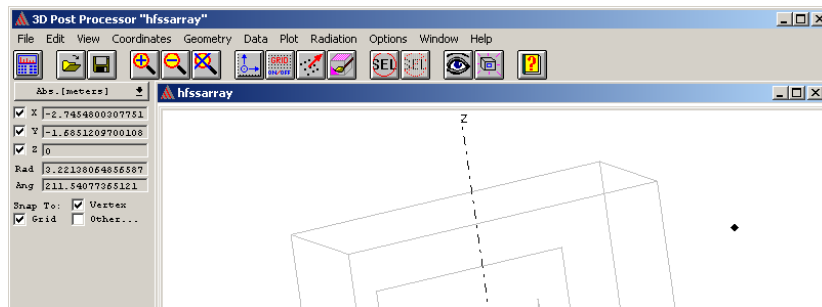 3D Post Processor "hfssarray"
File Edit View Coordinates Geometry Data Plot Radiation Options Window Help
GRID ON/OFF SEL SEL ?
Abs.[meters]
hfssarray
X -2.7454800307751
Y -1.6851209700108
Z 0
Rad 3.22138064856587
Ang 211.54077365121
Snap To: Vertex
Grid Other...
Z